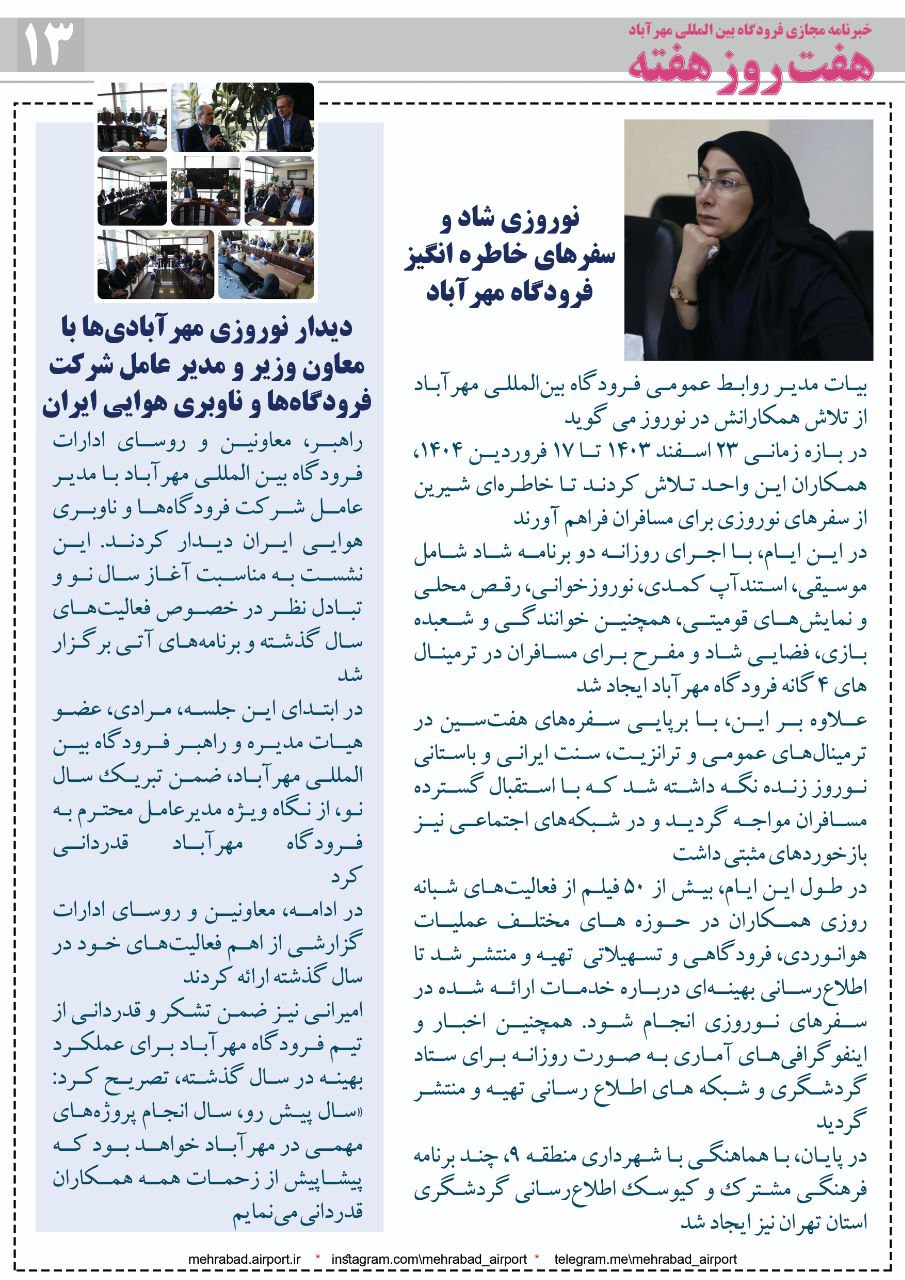 خبرنامه مجازی فرودگاه بین المللی مهرآباد
هفت روز هفته
۱۳
نوروزی شاد و
سفرهای خاطره انگیز
فرودگاه مهرآباد
بیات مدیر روابط عمومی فرودگاه بین‌المللی مهرآباد
از تلاش همکارانش در نوروز می گوید
در بازه زمانی ۲۳ اسفند ۱۴۰۳ تا ۱۷ فروردین ۱۴۰۴،
همکاران این واحد تلاش کردند تا خاطره‌ای شیرین
از سفرهای نوروزی برای مسافران فراهم آورند
در این ایام، با اجرای روزانه دو برنامه شاد شامل
موسیقی، استندآپ کمدی، نوروزخوانی، رقص محلی
و نمایش‌های قومیتی، همچنین خوانندگی و شعبده
بازی، فضایی شاد و مفرح برای مسافران در ترمینال
های ۴ گانه فرودگاه مهرآباد ایجاد شد
علاوه بر این، با برپایی سفره‌های هفت‌سین در
ترمینال‌های عمومی و ترانزیت، سنت ایرانی و باستانی
نوروز زنده نگه داشته شد که با استقبال گسترده
مسافران مواجه گردید و در شبکه‌های اجتماعی نیز
بازخوردهای مثبتی داشت
در طول این ایام، بیش از ۵۰ فیلم از فعالیت‌های شبانه
روزی همکاران در حوزه های مختلف عملیات
هوانوردی، فرودگاهی و تسهیلاتی تهیه و منتشر شد تا
اطلاع‌رسانی بهینه‌ای درباره خدمات ارائه شده در
سفرهای نوروزی انجام شود. همچنین اخبار و
اینفوگرافی‌های آماری به صورت روزانه برای ستاد
گردشگری و شبکه های اطلاع رسانی تهیه و منتشر
گردید
در پایان، با هماهنگی با شهرداری منطقه ۹، چند برنامه
فرهنگی مشترک و کیوسک اطلاع‌رسانی گردشگری
استان تهران نیز ایجاد شد
دیدار نوروزی مهرآبادی‌ها با
معاون وزیر و مدیر عامل شرکت
فرودگاه‌ها و ناوبری هوایی ایران
راهبر، معاونین و روسای ادارات
فرودگاه بین المللی مهرآباد با مدیر
عامل شرکت فرودگاه‌ها و ناوبری
هوایی ایران دیدار کردند. این
نشست به مناسبت آغاز سال نو و
تبادل نظر در خصوص فعالیت‌های
سال گذشته و برنامه‌های آتی برگزار
شد
در ابتدای این جلسه، مرادی، عضو
هیات مدیره و راهبر فرودگاه بین
المللی مهرآباد، ضمن تبریک سال
نو، از نگاه ویژه مدیرعامل محترم به
فرودگاه مهرآباد قدردانی
کرد
در ادامه، معاونین و روسای ادارات
گزارشی از اهم فعالیت‌های خود در
سال گذشته ارائه کردند
امیرانی نیز ضمن تشکر و قدردانی از
تیم فرودگاه مهرآباد برای عملکرد
بهینه در سال گذشته، تصریح کرد:
«سال پیش رو، سال انجام پروژه‌های
مهمی در مهرآباد خواهد بود که
پیشاپیش از زحمات همه همکاران
قدردانی می‌نمایم
mehrabad.airport.ir * instagram.com\mehrabad_airport * telegram.me\mehrabad_airport